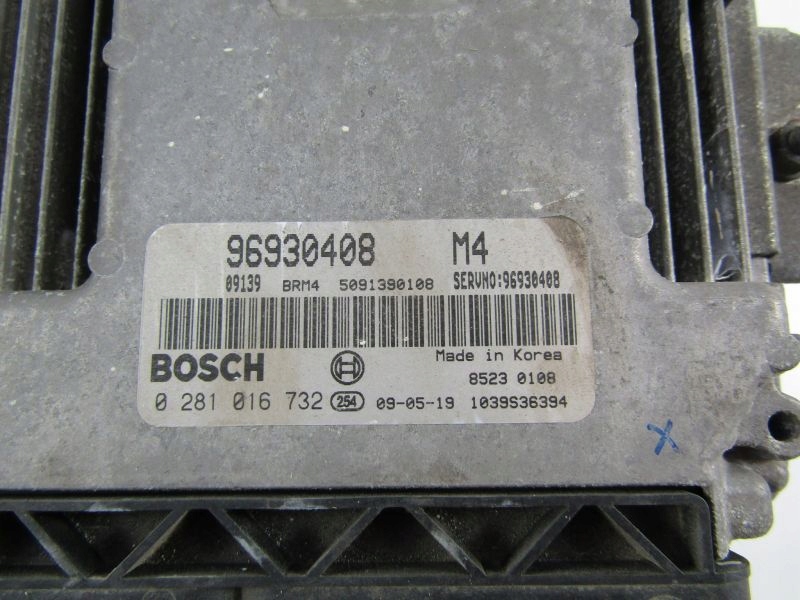 96930408 M4
09139 BRM4 5091390108 SERVNO:96930408
BOSCH Made in Korea
8523 0108
0 281 016 732 254 09-05-19 1039S36394
X